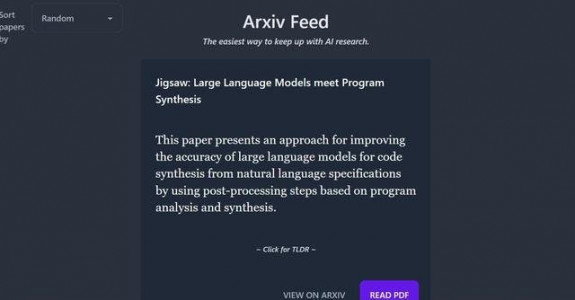 Sort
papers
by
Random
Arxiv Feed
The easiest way to keep up with AI research.
Jigsaw: Large Language Models meet Program
Synthesis
This paper presents an approach for improving
the accuracy of large language models for code
synthesis from natural language specifications
by using post-processing steps based on program
analysis and synthesis.
~ Click for TLDR ~
VIEW ON ARXIV
READ PDF